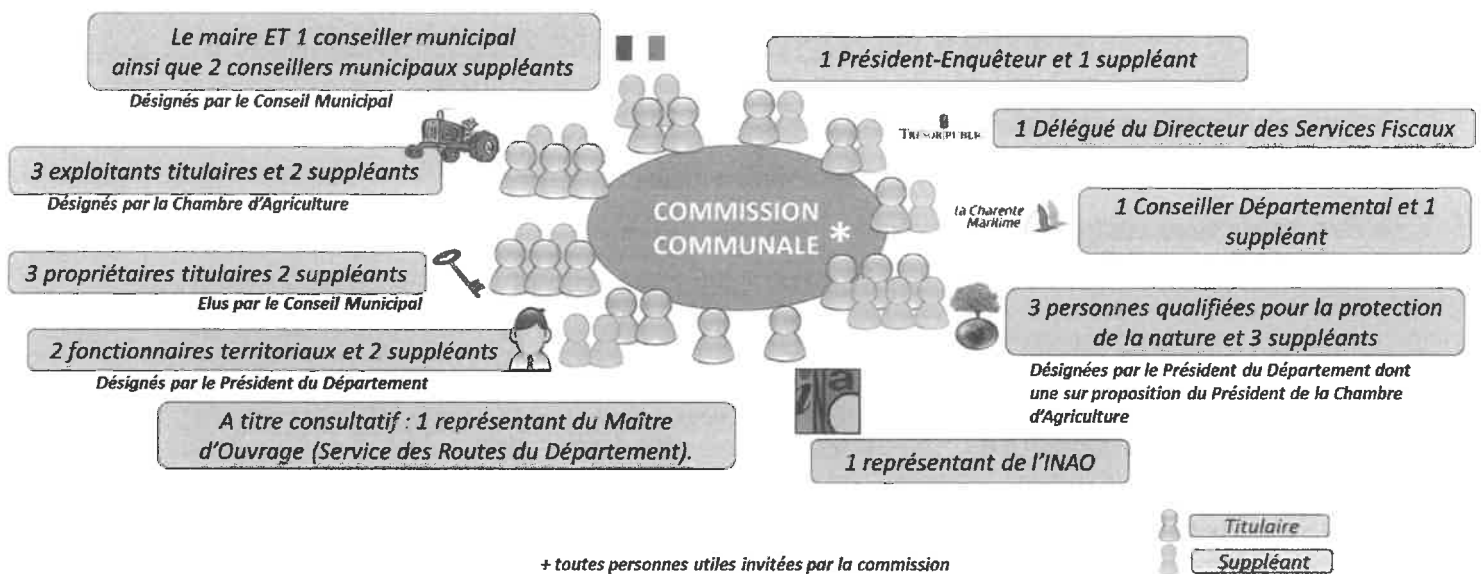 Le maire ET 1 conseiller municipal
ainsi que 2 conseillers municipaux suppléants
Désignés par le Conseil Municipal
1 Président-Enquêteur et 1 suppléant
TRESOR PUBLIC
1 Délégué du Directeur des Services Fiscaux
3 exploitants titulaires et 2 suppléants
Désignés par la Chambre d'Agriculture
COMMISSION
COMMUNALE *
la Charente
Maritime
1 Conseiller Départemental et 1
suppléant
3 propriétaires titulaires 2 suppléants
Elus par le Conseil Municipal
3 personnes qualifiées pour la protection
de la nature et 3 suppléants
Désignées par le Président du Département dont
une sur proposition du Président de la Chambre
d'Agriculture
2 fonctionnaires territoriaux et 2 suppléants
Désignés par le Président du Département
A titre consultatif : 1 représentant du Maître
d'Ouvrage (Service des Routes du Département).
1 représentant de l'INAO
Titulaire
Suppléant
+ toutes personnes utiles invitées par la commission